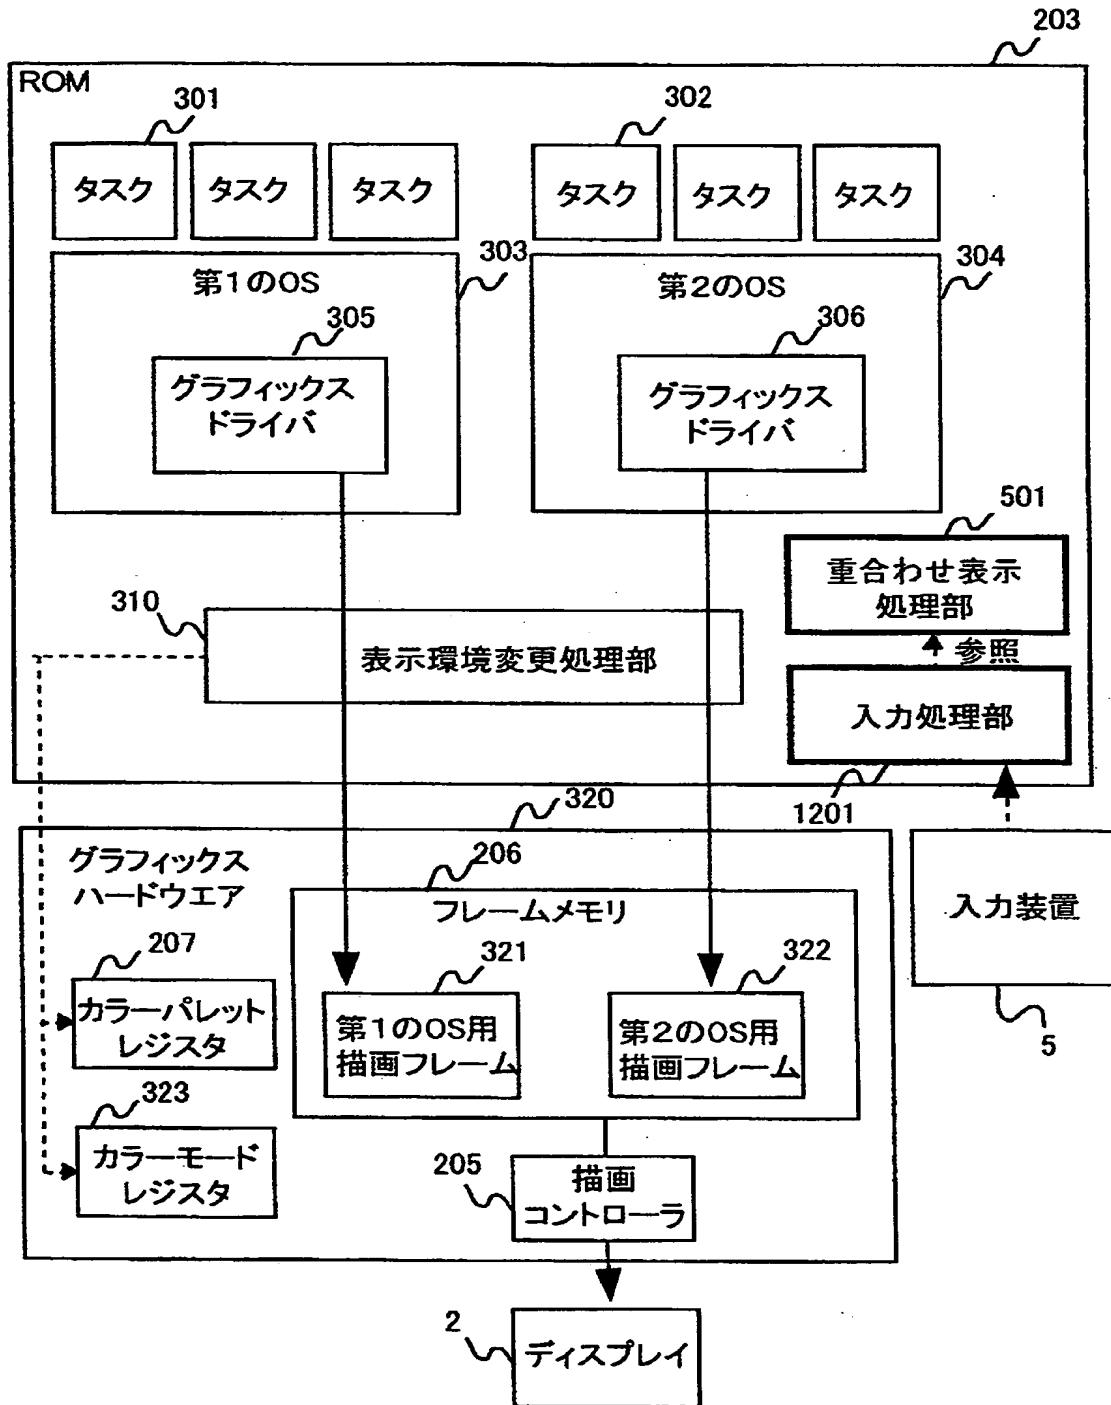 203
ROM
301
302
タスク
タスク
タスク
タスク
タスク
タスク
303
304
第1のOS
第2のOS
305
306
グラフィックス
ドライバ
グラフィックス
ドライバ
501
重合わせ表示
処理部
310
表示環境変更処理部
参照
入力処理部
1201
320
グラフィックス
ハードウエア
206
フレームメモリ
入力装置
5
207
カラーパレット
レジスタ
321
第1のOS用
描画フレーム
322
第2のOS用
描画フレーム
323
カラーモード
レジスタ
205
描画
コントローラ
2
ディスプレイ